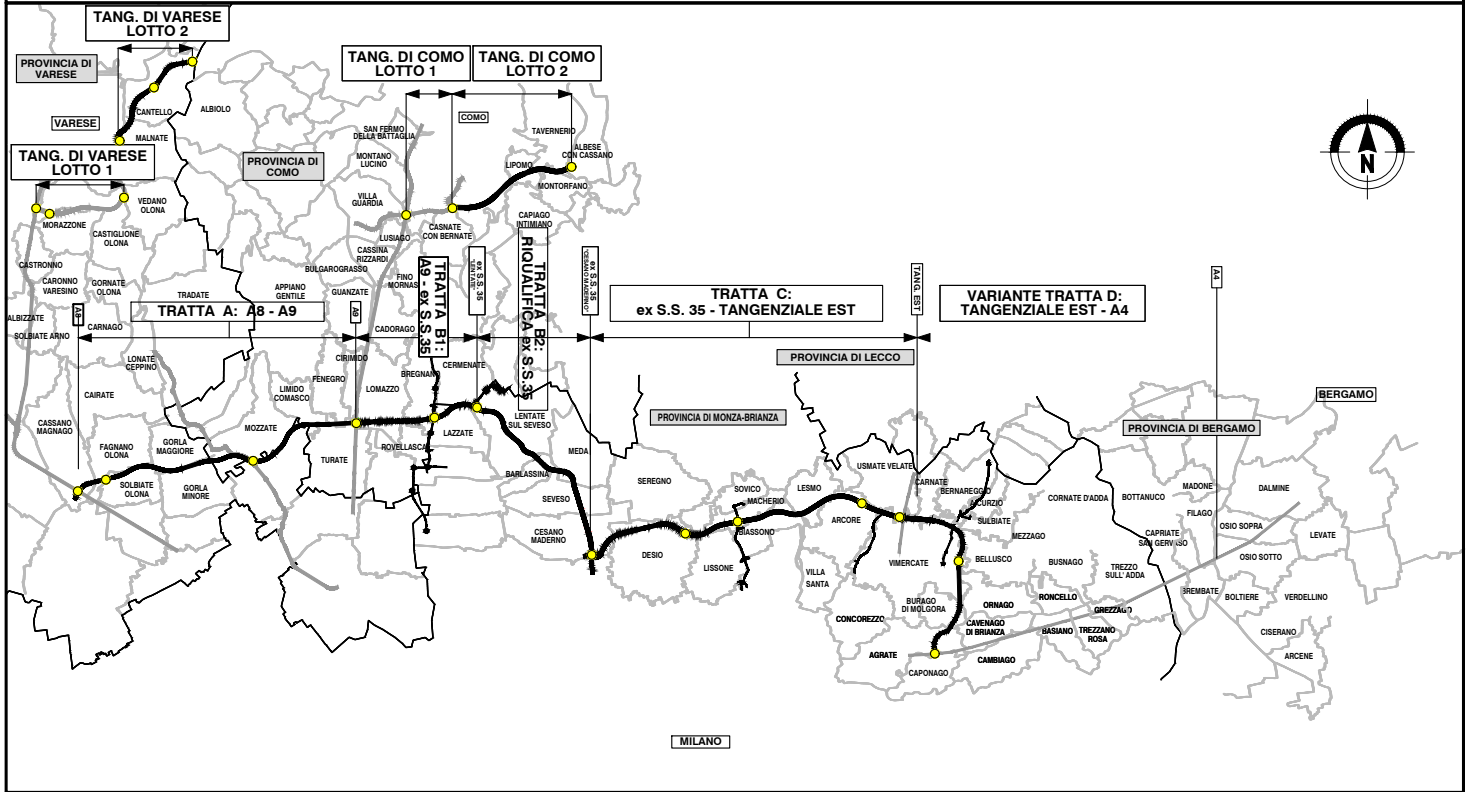 TANG. DI VARESE
LOTTO 2
PROVINCIA DI
VARESE
CANTELLO
ALBIOLO
VARESE
MALNATE
TANG. DI VARESE
LOTTO 1
PROVINCIA DI
COMO
TANG. DI COMO
LOTTO 1
TANG. DI COMO
LOTTO 2
COMO
SAN FERMO
DELLA BATTAGLIA
MONTANO
LUCINO
TAVERNERIO
ALBESE
CON CASSANO
LIPOMO
MONTORFANO
VILLA
GUARDIA
VEDANO
OLONA
MORAZZONE
CASTIGLIONE
OLONA
LUSIAGO
CASNATE
CON BERNATE
CAPIAGO
INTIMIANO
CASSINA
RIZZARDI
BULGAROGRASSO
CASTRONNO
CARONNO
VARESINO
GORNATE
OLONA
TRADATE
APPIANO
GENTILE
GUANZATE
FINO
MORNAS
ALBIZZATE
SOLBIATE ARNO
CARNAGO
A8
TRATTA A: A8 - A9
A9
CADORAGO
TRATTA B1:
A9 - ex S.S.35
ex S.S. 35
"LENTATE"
TRATTA B2:
RIQUALIFICA ex S.S.35
ex S.S. 35
"CESANO MADERNO"
TRATTA C:
ex S.S. 35 - TANGENZIALE EST
TANG. EST
VARIANTE TRATTA D:
TANGENZIALE EST - A4
A4
N
LONATE
CEPPINO
CIRIMIDO
FENEGRO
BREGNANO
CERMENATE
LIMIDO
COMASCO
LOMAZZO
CAIRATE
CASSANO
MAGNAGO
FAGNANO
OLONA
GORLA
MAGGIORE
MOZZATE
TURATE
ROVELLASCA
LAZZATE
LENTATE
SUL SEVESO
SOLBIATE
OLONA
GORLA
MINORE
BARLASSINA
MEDA
SEVESO
CESANO
MADERNO
PROVINCIA DI LECCO
PROVINCIA DI MONZA-BRIANZA
BERGAMO
PROVINCIA DI BERGAMO
SEREGNO
SOVICO
MACHERIO
LESMO
USMATE VELATE
CARNATE
BERNAREGGIO
CORNATE D'ADDA
BOTTANUCO
MADONE
DALMINE
FILAGO
DESIO
LISSONE
BIASSONO
ARCORE
SULBIATE
MEZZAGO
CAPRIATE
SAN GERVASO
OSIO SOPRA
OSIO SOTTO
LEVATE
VILLA
SANTA
VIMERCATE
BELLUSCO
BUSNAGO
TREZZO
SULL' ADDA
BREMBATE
BOLTIERE
VERDELLINO
CONCOREZZO
BURAGO
DI MOLGORA
ORNAGO
RONCELLO
GREZZAGO
CAVENAGO
DI BRIANZA
BASIANO
TREZZANO
ROSA
CISERANO
ARCENE
AGRATE
CAMBIAGO
CAPONAGO
MILANO